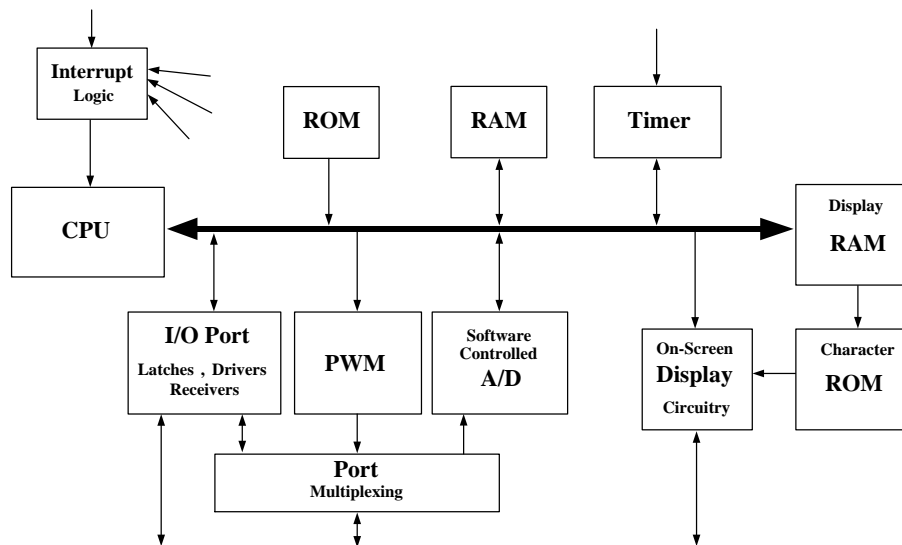 Interrupt
Logic
ROM
RAM
Timer
CPU
Display
RAM
I/O Port
Latches , Drivers
Receivers
PWM
Software
Controlled
A/D
On-Screen
Display
Circuitry
Character
ROM
Port
Multiplexing